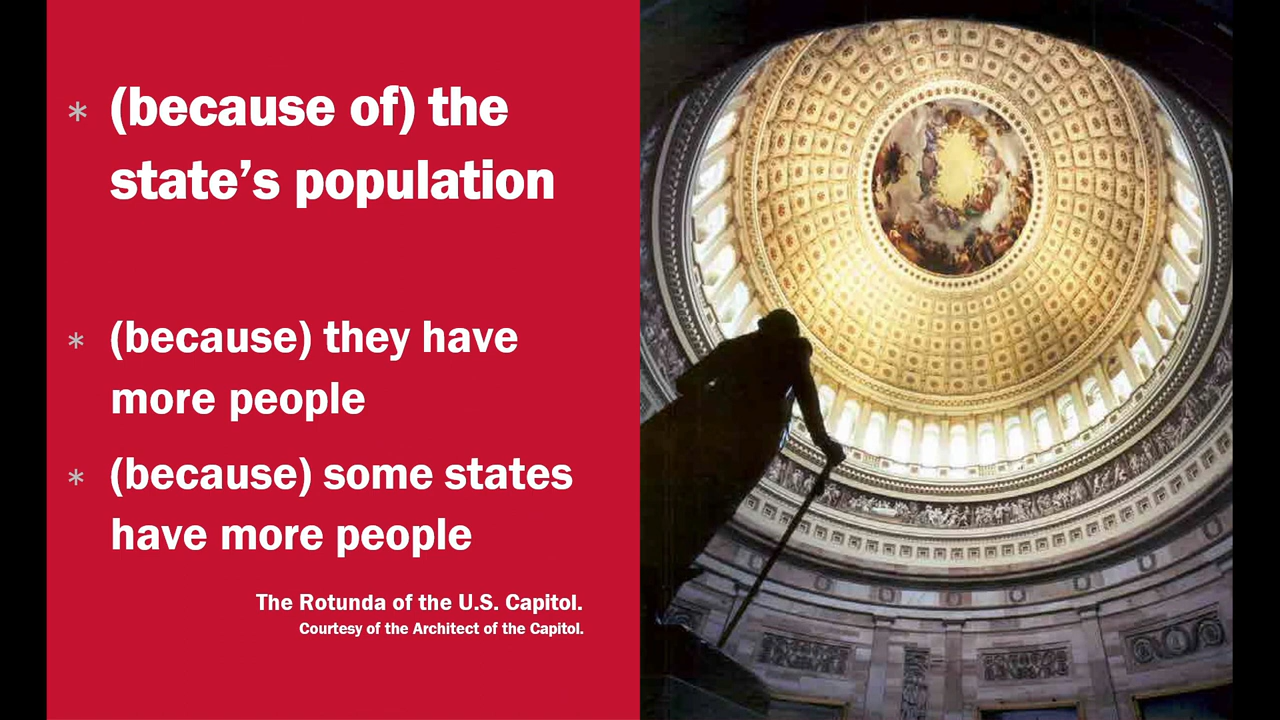 * (because of) the
state’s population
* (because) they have
more people
* (because) some states
have more people
The Rotunda of the U.S. Capitol.
Courtesy of the Architect of the Capitol.